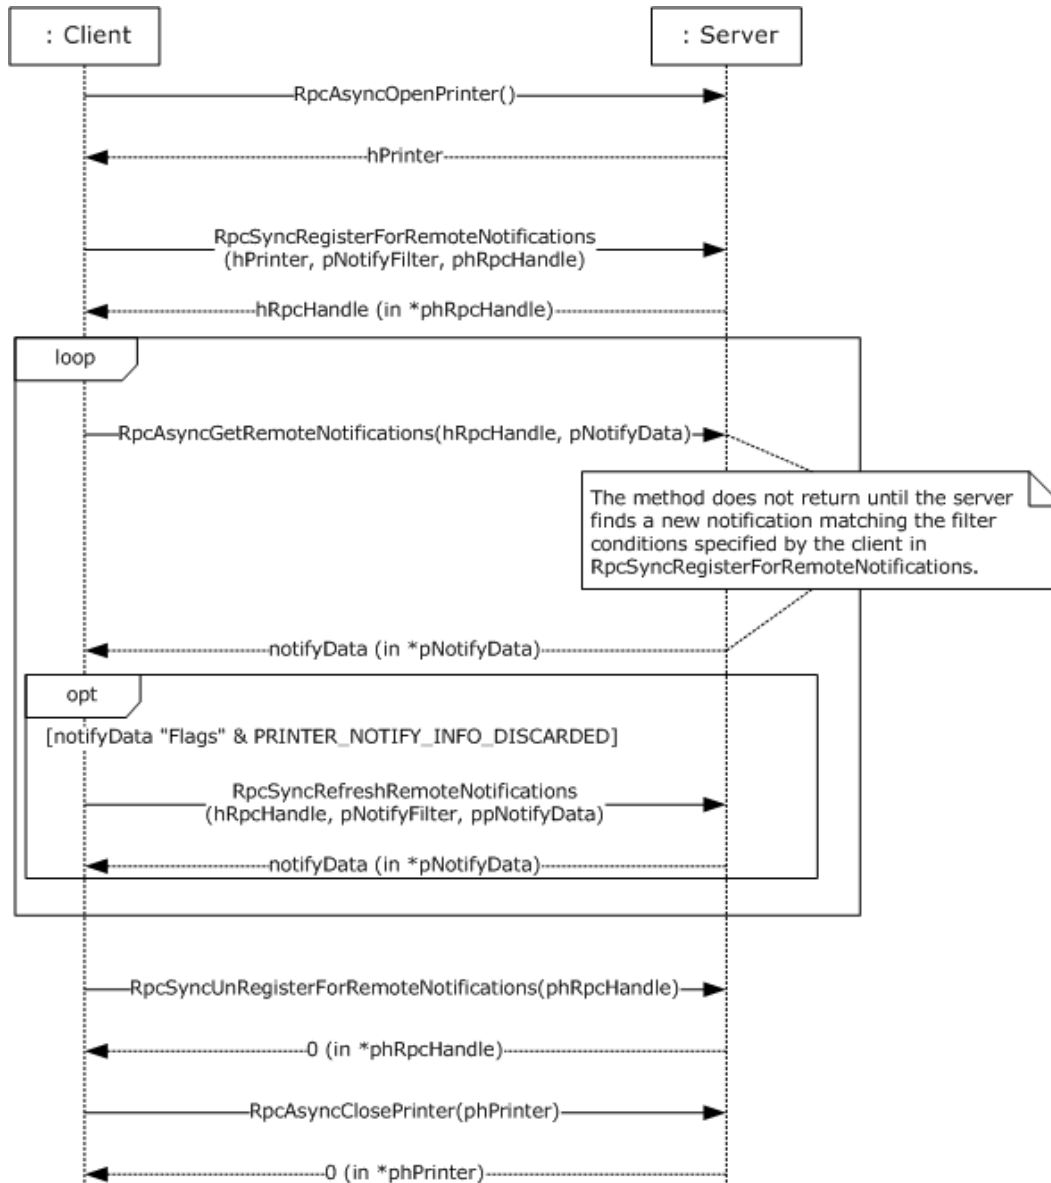 : Client
: Server
RpcAsyncOpenPrinter()
hPrinter
RpcSyncRegisterForRemoteNotifications
(hPrinter, pNotifyFilter, phRpcHandle)
hRpcHandle (in *phRpcHandle)
loop
RpcAsyncGetRemoteNotifications(hRpcHandle, pNotifyData)
The method does not return until the server
finds a new notification matching the filter
conditions specified by the client in
RpcSyncRegisterForRemoteNotifications.
notifyData (in *pNotifyData)
opt
[notifyData "Flags" & PRINTER_NOTIFY_INFO_DISCARDED]
RpcSyncRefreshRemoteNotifications
(hRpcHandle, pNotifyFilter, ppNotifyData)
notifyData (in *pNotifyData)
RpcSyncUnRegisterForRemoteNotifications(phRpcHandle)
0 (in *phRpcHandle)
RpcAsyncClosePrinter(phPrinter)
0 (in *phPrinter)